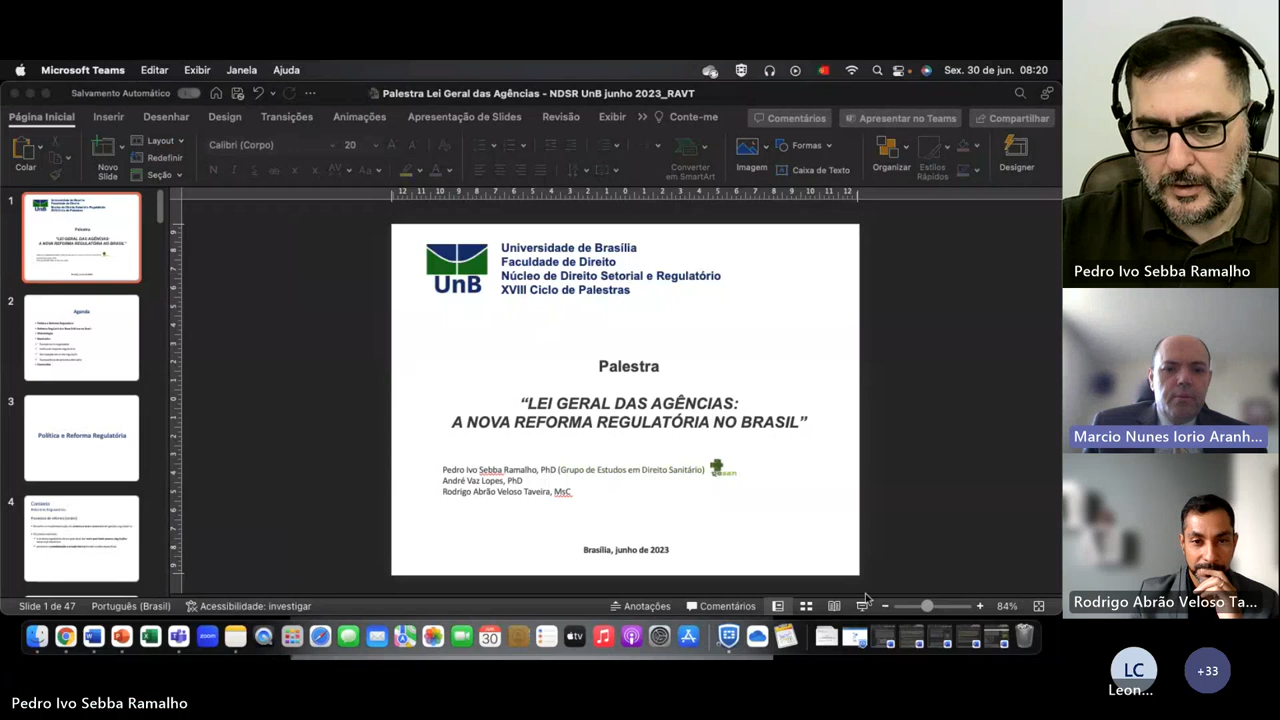 Microsoft Teams Editar Exibir Janela Ajuda Sex. 30 de jun. 08:20
Salvamento Automático Palestra Lei Geral das Agências - NDSR UnB junho 2023_RAVT
Página Inicial Inserir Desenhar Design Transições Animações Apresentação de Slides Revisão Exibir Conte-me Comentários Apresentar no Teams Compartilhar
Colar Novo Slide Layout Redefinir Seção Calibri (Corpo) 20 Converter em SmartArt Imagem Formas Caixa de Texto Organizar Estilos Rápidos Designer
1
2
Agenda
3
Política e Reforma Regulatória
4
UnB
Universidade de Brasília
Faculdade de Direito
Núcleo de Direito Setorial e Regulatório
XVIII Ciclo de Palestras
Palestra
“LEI GERAL DAS AGÊNCIAS:
A NOVA REFORMA REGULATÓRIA NO BRASIL”
Pedro Ivo Sebba Ramalho, PhD (Grupo de Estudos em Direito Sanitário)
André Vaz Lopes, PhD
Rodrigo Abrão Veloso Taveira, MsC
Brasília, junho de 2023
Slide 1 de 47 Português (Brasil) Acessibilidade: investigar Anotações Comentários 84%
Pedro Ivo Sebba Ramalho
Marcio Nunes Iorio Aranh...
Rodrigo Abrão Veloso Ta...
LC
Leon...
+33
Pedro Ivo Sebba Ramalho